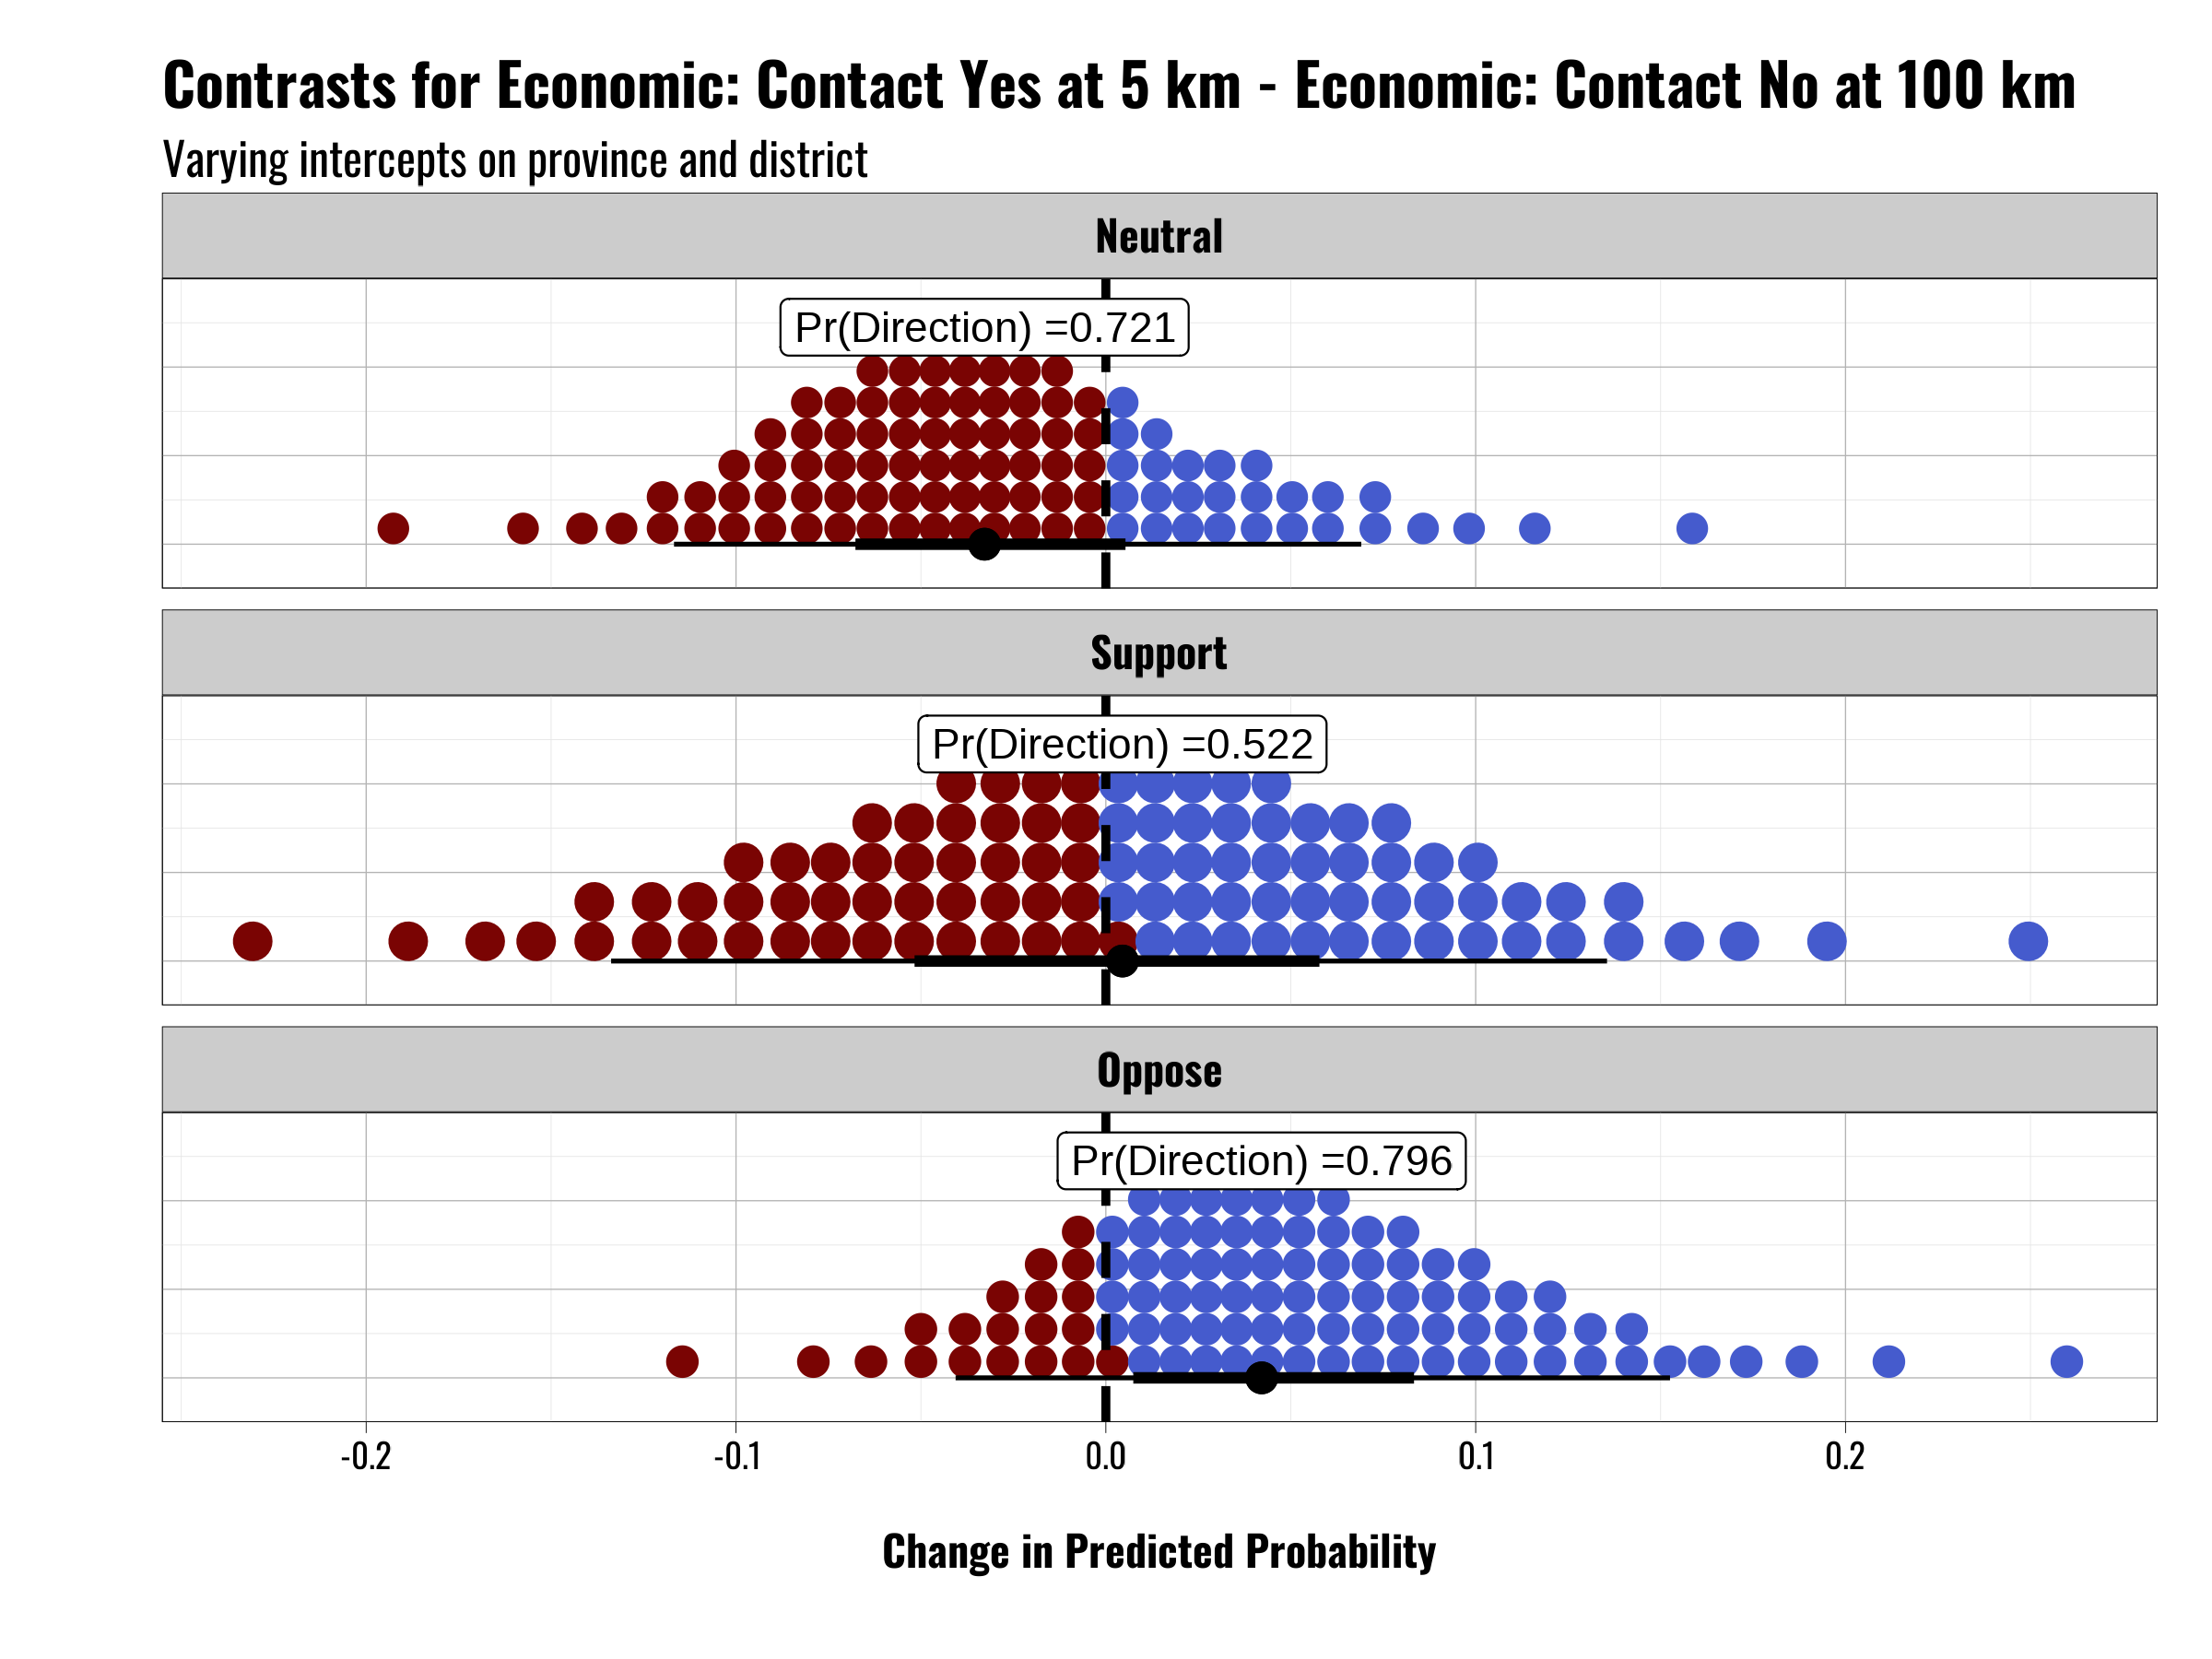 Contrasts for Economic: Contact Yes at 5 km - Economic: Contact No at 100 km
Varying intercepts on province and district
Neutral
Pr(Direction) =0.721
Support
Pr(Direction) =0.522
Oppose
Pr(Direction) =0.796
-0.2 -0.1 0.0 0.1 0.2
Change in Predicted Probability